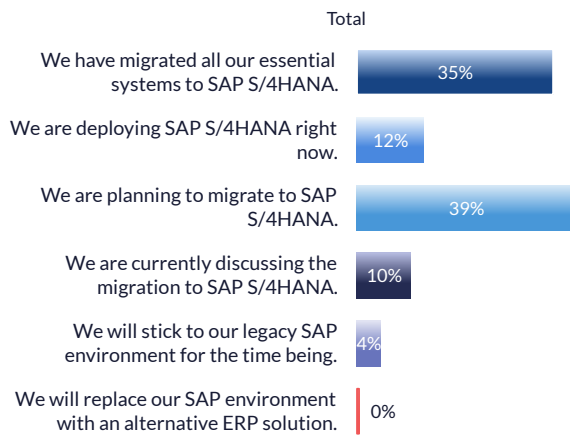 Total
We have migrated all our essential
systems to SAP S/4HANA.
35%
We are deploying SAP S/4HANA right
now.
12%
We are planning to migrate to SAP
S/4HANA.
39%
We are currently discussing the
migration to SAP S/4HANA.
10%
We will stick to our legacy SAP
environment for the time being.
4%
We will replace our SAP environment
with an alternative ERP solution.
0%